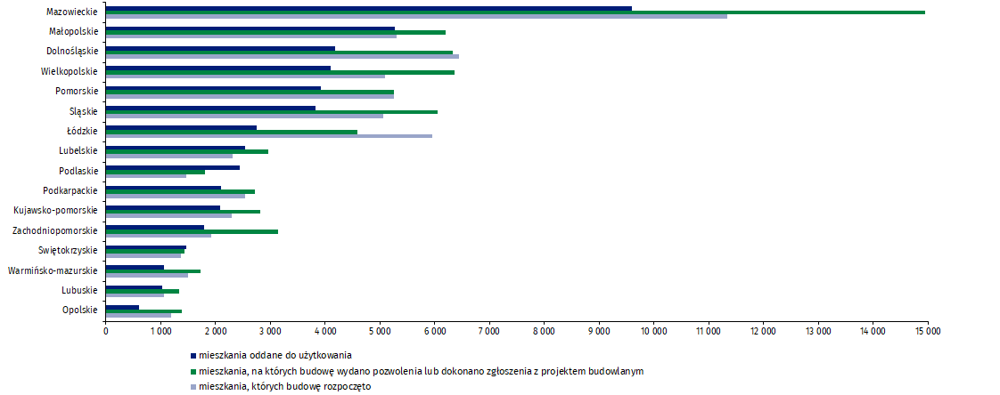 Mazowieckie
Małopolskie
Dolnośląskie
Wielkopolskie
Pomorskie
Sląskie
Łódzkie
Lubelskie
Podlaskie
Podkarpackie
Kujawsko-pomorskie
Zachodniopomorskie
Swiętokrzyskie
Warmińsko-mazurskie
Lubuskie
Opolskie
0 1 000 2 000 3 000 4 000 5 000 6 000 7 000 8 000 9 000 10 000 11 000 12 000 13 000 14 000 15 000
mieszkania oddane do użytkowania
mieszkania, na których budowę wydano pozwolenia lub dokonano zgłoszenia z projektem budowlanym
mieszkania, których budowę rozpoczęto